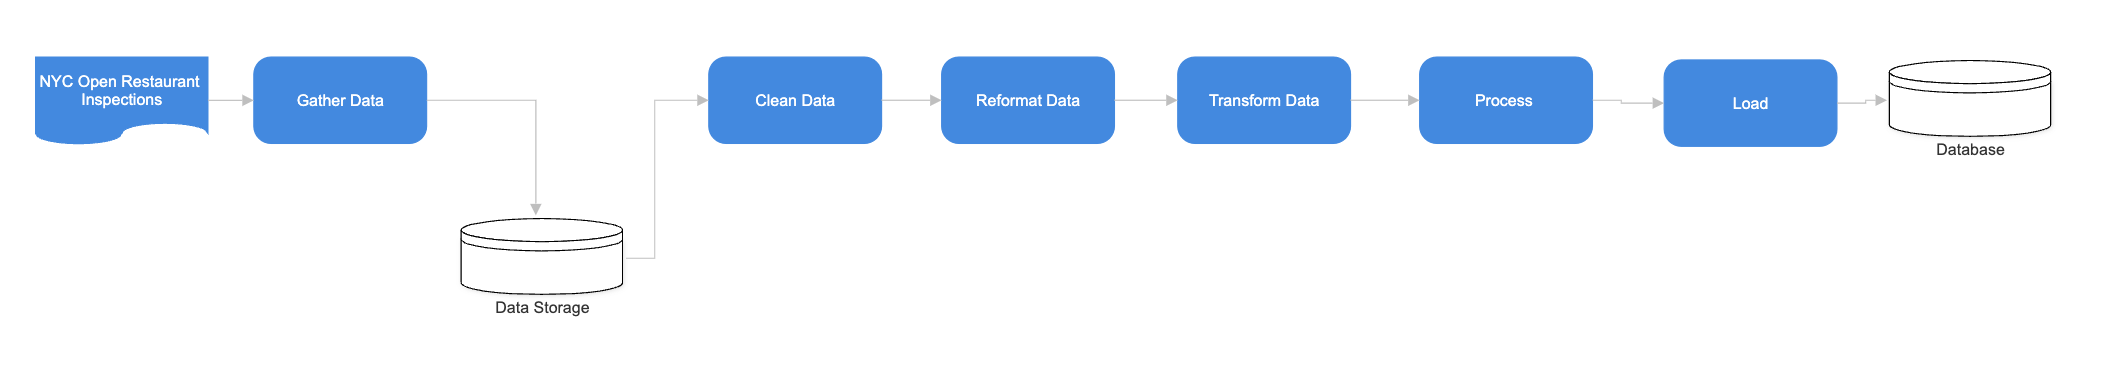 NYC Open Restaurant
Inspections
Gather Data
Data Storage
Clean Data
Reformat Data
Transform Data
Process
Load
Database